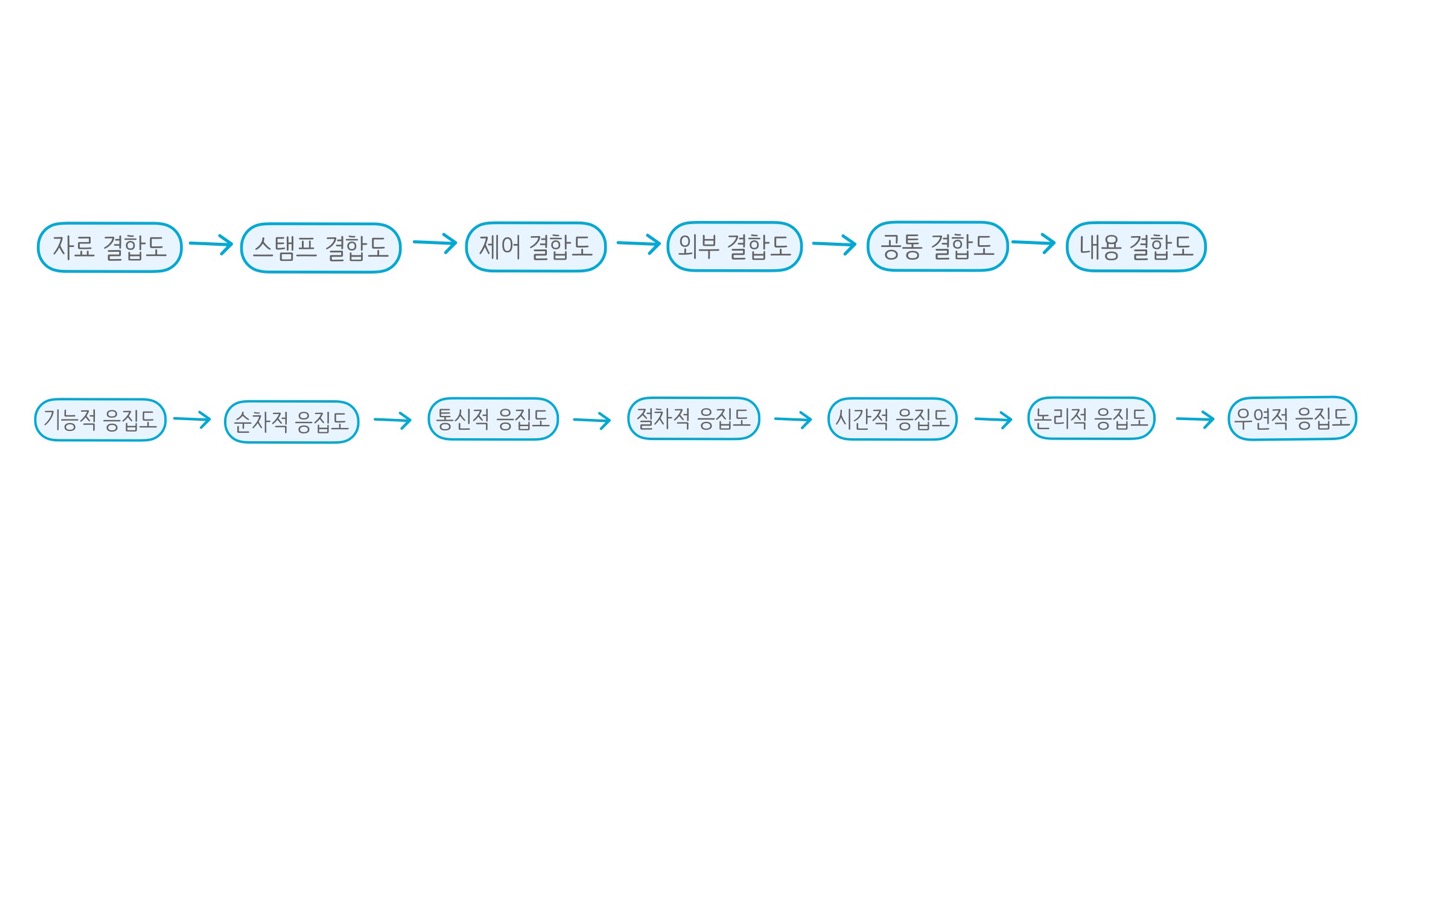 자료 결합도 스탬프 결합도 제어 결합도 외부 결합도 공통 결합도 내용 결합도
기능적 응집도 순차적 응집도 통신적 응집도 절차적 응집도 시간적 응집도 논리적 응집도 우연적 응집도